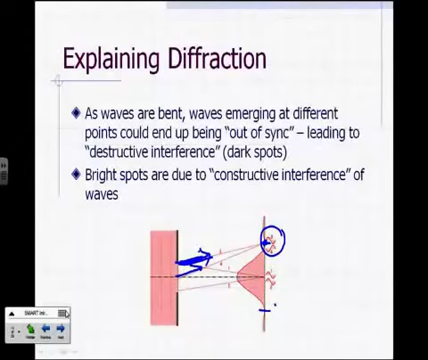 Explaining Diffraction
As waves are bent, waves emerging at different
points could end up being "out of sync" – leading to
"destructive interference" (dark spots)
Bright spots are due to "constructive interference" of
waves